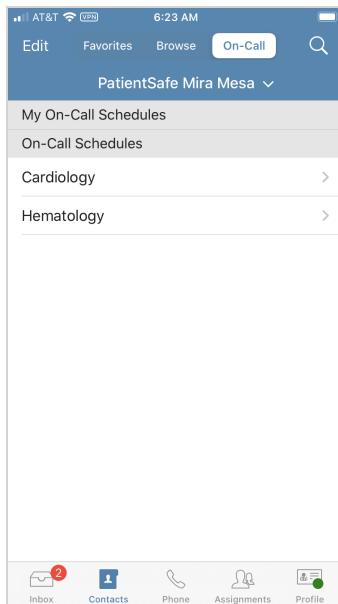 AT&T VPN 6:23 AM
Edit Favorites Browse On-Call
PatientSafe Mira Mesa
My On-Call Schedules
On-Call Schedules
Cardiology
Hematology
2
Inbox Contacts Phone Assignments Profile